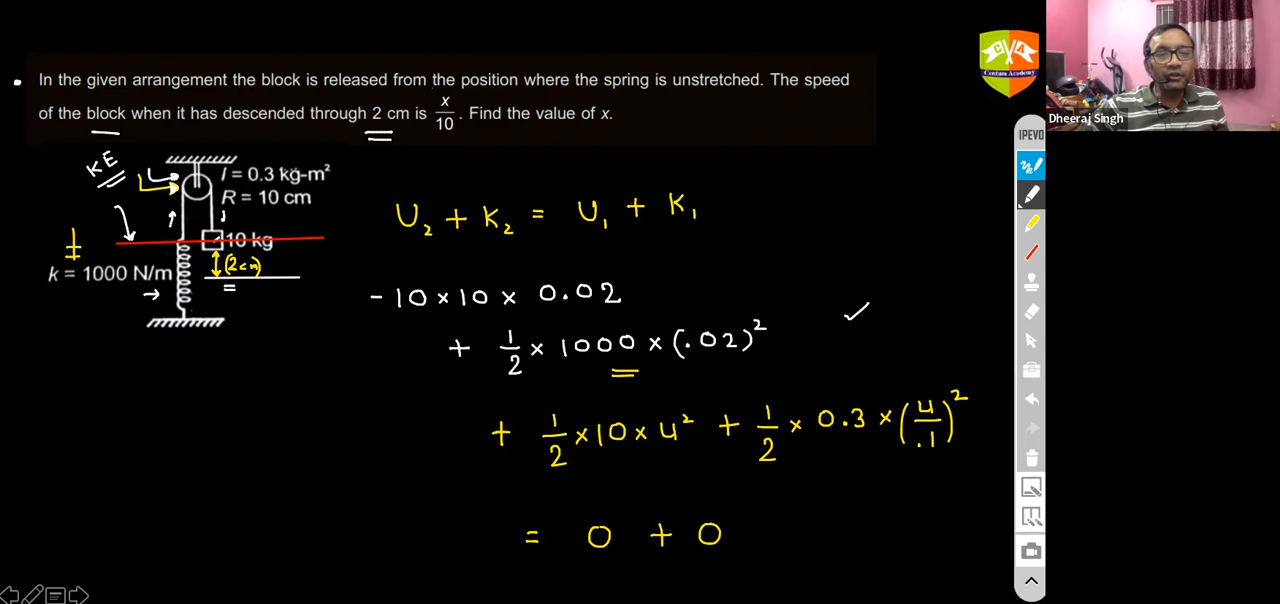 Centum Academy
Dheeraj Singh
IPEVO
In the given arrangement the block is released from the position where the spring is unstretched. The speed
of the block when it has descended through 2 cm is x/10. Find the value of x.
KE
I = 0.3 kg-m²
R = 10 cm
10 kg
(2cm)
k = 1000 N/m
U₂ + K₂ = U₁ + K₁
- 10 × 10 × 0.02
+ 1/2 × 1000 × (.02)²
+ 1/2 × 10 × u² + 1/2 × 0.3 × (u/.1)²
= 0 + 0